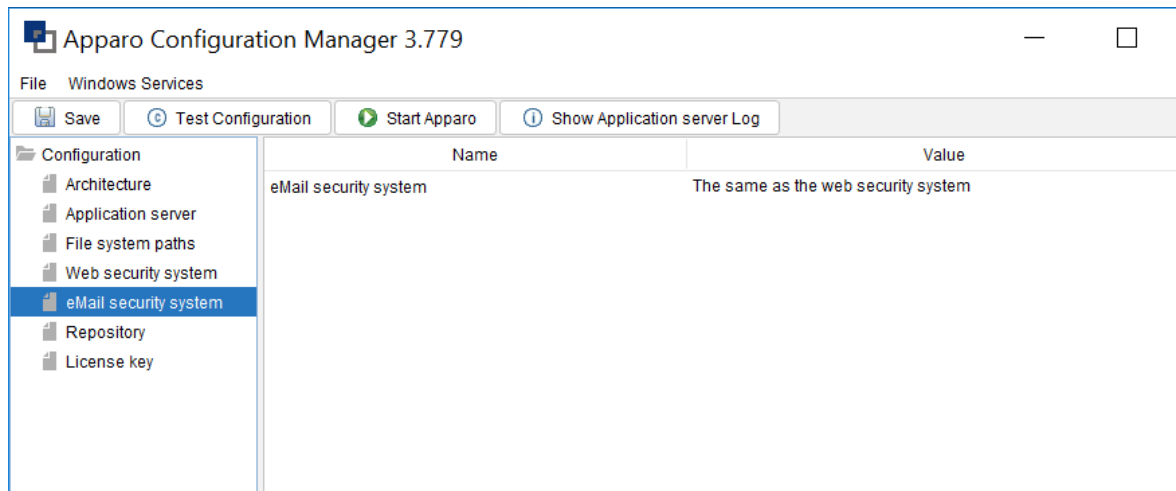 Apparo Configuration Manager 3.779
File Windows Services
Save Test Configuration Start Apparo Show Application server Log
Configuration Name Value
Architecture eMail security system The same as the web security system
Application server
File system paths
Web security system
eMail security system
Repository
License key